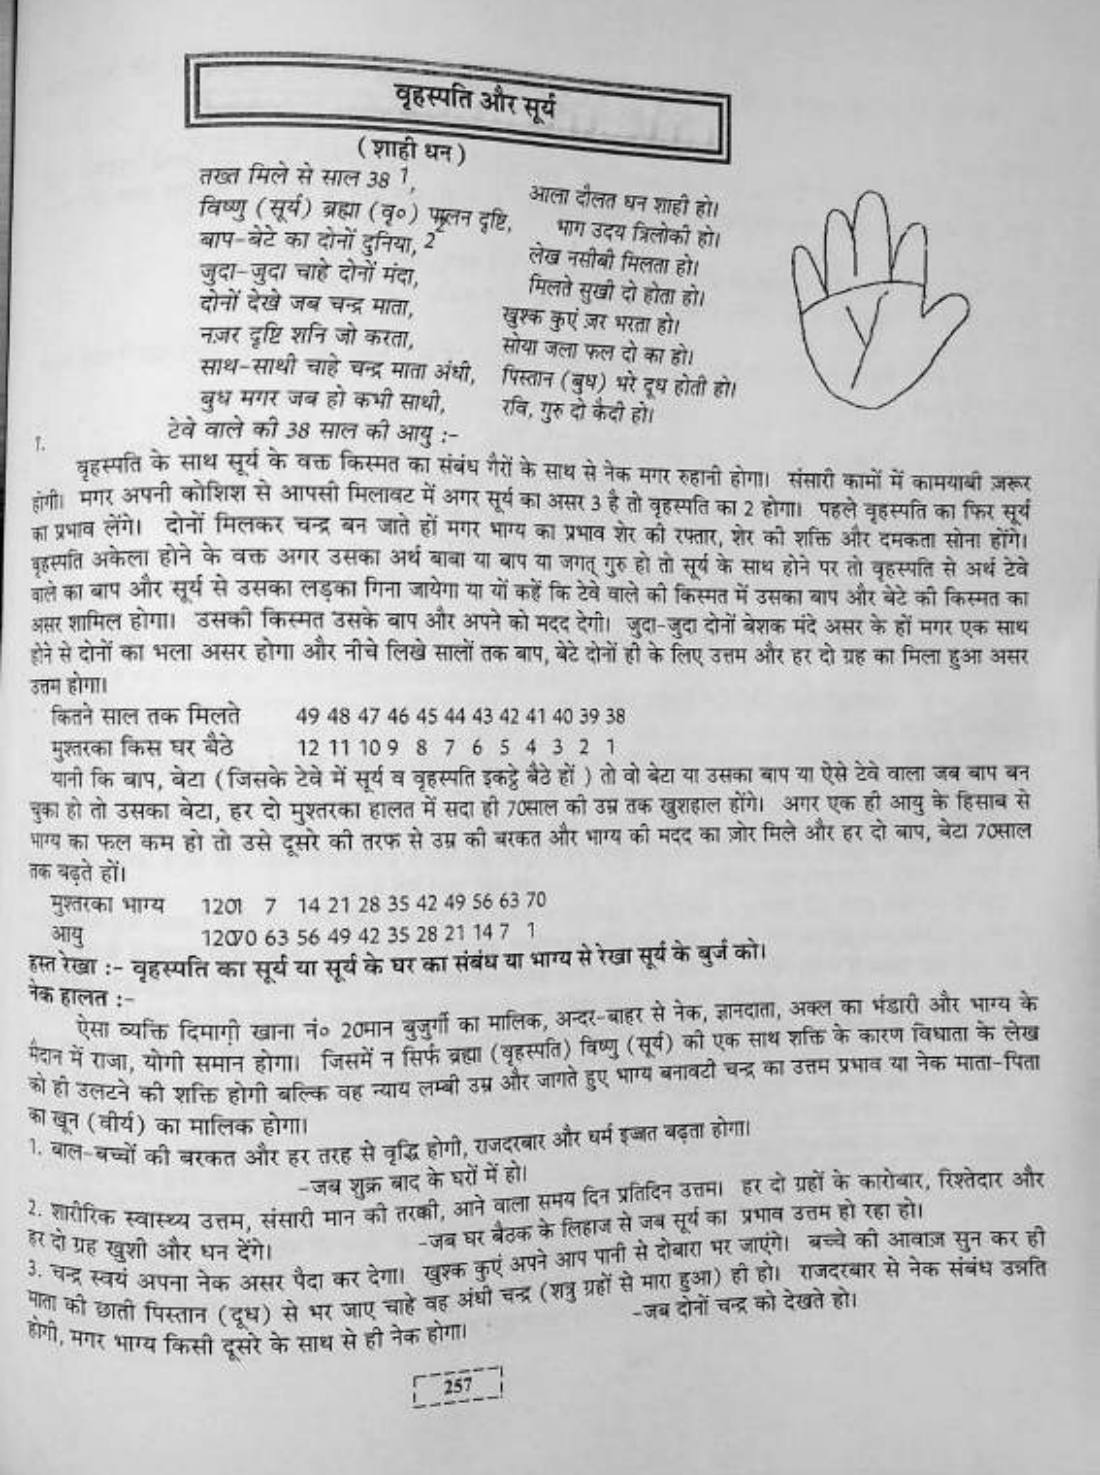 वृहस्पति और सूर्य
(शाही धन)
तख्त मिले से साल 38 1, आला दौलत धन शाही हो।
विष्णु (सूर्य) ब्रह्मा (वृ०) पालन दृष्टि, भाग उदय त्रिलोकी हो।
बाप-बेटे का दोनों दुनिया, 2 लेख नसीबी मिलता हो।
जुदा-जुदा चाहे दोनों मंदा, मिलते सुखी दो होता हो।
दोनों देखे जब चन्द्र माता, खुश्क कुएं ज़र भरता हो।
नज़र दृष्टि शनि जो करता, सोया जला फल दो का हो।
साथ-साथी चाहे चन्द्र माता अंधी, पिस्तान (बुध) भरे दूध होती हो।
बुध मगर जब हो कभी साथी, रवि, गुरु दो कैदी हो।
1. टेवे वाले की 38 साल की आयु :-
वृहस्पति के साथ सूर्य के वक्त किस्मत का संबंध गैरों के साथ से नेक मगर रुहानी होगा। संसारी कामों में कामयाबी ज़रूर
होगी। मगर अपनी कोशिश से आपसी मिलावट में अगर सूर्य का असर 3 है तो वृहस्पति का 2 होगा। पहले वृहस्पति का फिर सूर्य
का प्रभाव लेंगे। दोनों मिलकर चन्द्र बन जाते हों मगर भाग्य का प्रभाव शेर की रफ्तार, शेर की शक्ति और दमकता सोना होंगे।
वृहस्पति अकेला होने के वक्त अगर उसका अर्थ बाबा या बाप या जगत् गुरु हो तो सूर्य के साथ होने पर तो वृहस्पति से अर्थ टेवे
वाले का बाप और सूर्य से उसका लड़का गिना जायेगा या यों कहें कि टेवे वाले की किस्मत में उसका बाप और बेटे की किस्मत का
असर शामिल होगा। उसकी किस्मत उसके बाप और अपने को मदद देगी। जुदा-जुदा दोनों बेशक मंदे असर के हों मगर एक साथ
होने से दोनों का भला असर होगा और नीचे लिखे सालों तक बाप, बेटे दोनों ही के लिए उत्तम और हर दो ग्रह का मिला हुआ असर
उत्तम होगा।
कितने साल तक मिलते 49 48 47 46 45 44 43 42 41 40 39 38
मुश्तरका किस घर बैठे 12 11 10 9 8 7 6 5 4 3 2 1
यानी कि बाप, बेटा (जिसके टेवे में सूर्य व वृहस्पति इकट्ठे बैठे हों ) तो वो बेटा या उसका बाप या ऐसे टेवे वाला जब बाप बन
चुका हो तो उसका बेटा, हर दो मुश्तरका हालत में सदा ही 70साल की उम्र तक खुशहाल होंगे। अगर एक ही आयु के हिसाब से
भाग्य का फल कम हो तो उसे दूसरे की तरफ से उम्र की बरकत और भाग्य की मदद का ज़ोर मिले और हर दो बाप, बेटा 70साल
तक बढ़ते हों।
मुश्तरका भाग्य 1201 7 14 21 28 35 42 49 56 63 70
आयु 12070 63 56 49 42 35 28 21 14 7 1
हस्त रेखा :- वृहस्पति का सूर्य या सूर्य के घर का संबंध या भाग्य से रेखा सूर्य के बुर्ज को।
नेक हालत :-
ऐसा व्यक्ति दिमाग़ी खाना नं० 20मान बुजुर्गी का मालिक, अन्दर-बाहर से नेक, ज्ञानदाता, अक्ल का भंडारी और भाग्य के
मैदान में राजा, योगी समान होगा। जिसमें न सिर्फ ब्रह्मा (वृहस्पति) विष्णु (सूर्य) की एक साथ शक्ति के कारण विधाता के लेख
को ही उलटने की शक्ति होगी बल्कि वह न्याय लम्बी उम्र और जागते हुए भाग्य बनावटी चन्द्र का उत्तम प्रभाव या नेक माता-पिता
का खून (वीर्य) का मालिक होगा।
1. बाल-बच्चों की बरकत और हर तरह से वृद्धि होगी, राजदरबार और धर्म इज्जत बढ़ता होगा।
-जब शुक्र बाद के घरों में हो।
2. शारीरिक स्वास्थ्य उत्तम, संसारी मान की तरक्की, आने वाला समय दिन प्रतिदिन उत्तम। हर दो ग्रहों के कारोबार, रिश्तेदार और
हर दो ग्रह खुशी और धन देंगे। -जब घर बैठक के लिहाज से जब सूर्य का प्रभाव उत्तम हो रहा हो।
3. चन्द्र स्वयं अपना नेक असर पैदा कर देगा। खुश्क कुएं अपने आप पानी से दोबारा भर जाएंगे। बच्चे की आवाज़ सुन कर ही
माता की छाती पिस्तान (दूध) से भर जाए चाहे वह अंधी चन्द्र (शत्रु ग्रहों से मारा हुआ) ही हो। राजदरबार से नेक संबंध उन्नति
होगी, मगर भाग्य किसी दूसरे के साथ से ही नेक होगा। -जब दोनों चन्द्र को देखते हो।
257